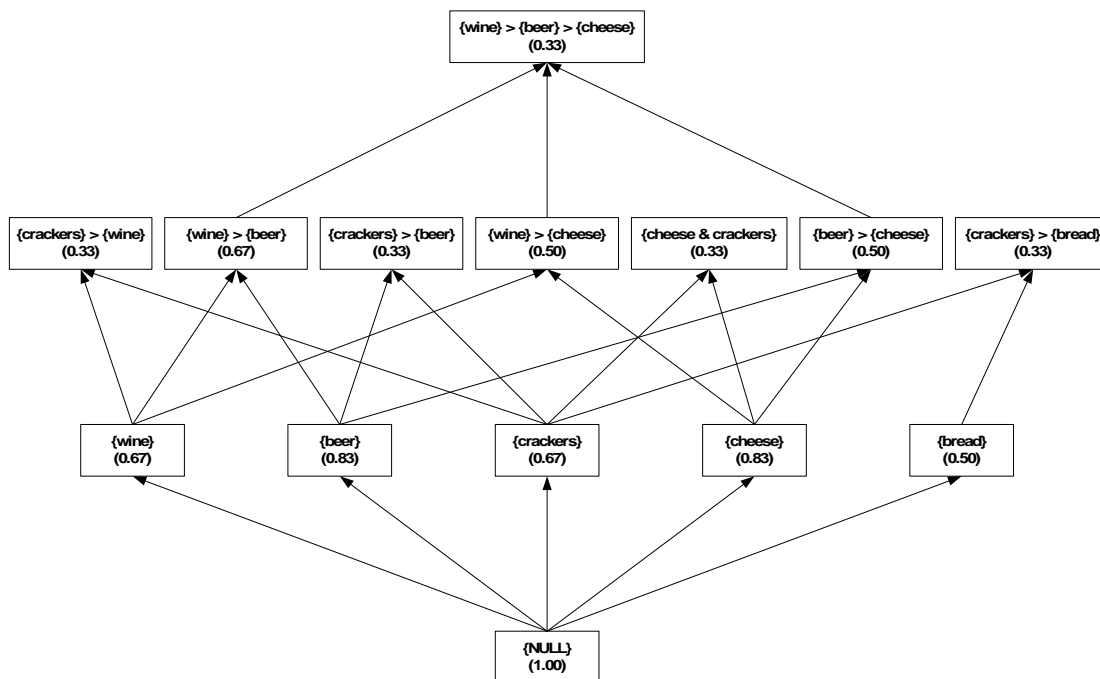 {wine} > {beer} > {cheese}
(0.33)
{crackers} > {wine}
(0.33)
{wine} > {beer}
(0.67)
{crackers} > {beer}
(0.33)
{wine} > {cheese}
(0.50)
{cheese & crackers}
(0.33)
{beer} > {cheese}
(0.50)
{crackers} > {bread}
(0.33)
{wine}
(0.67)
{beer}
(0.83)
{crackers}
(0.67)
{cheese}
(0.83)
{bread}
(0.50)
{NULL}
(1.00)